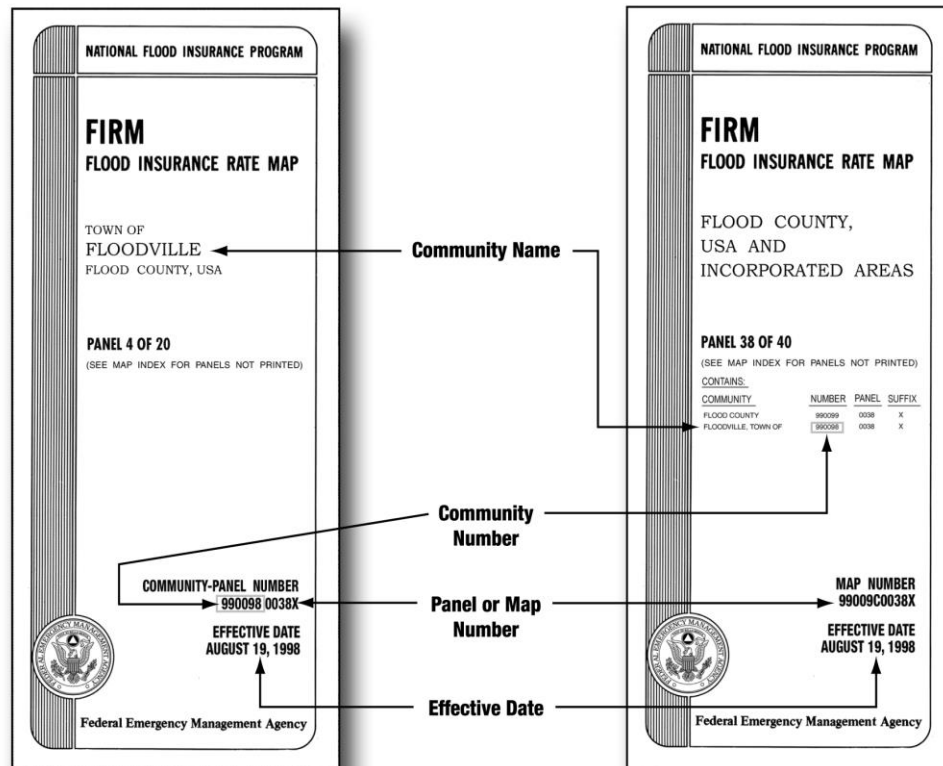 NATIONAL FLOOD INSURANCE PROGRAM
FIRM
FLOOD INSURANCE RATE MAP
TOWN OF
FLOODVILLE
FLOOD COUNTY, USA
PANEL 4 OF 20
(SEE MAP INDEX FOR PANELS NOT PRINTED)
COMMUNITY-PANEL NUMBER
990098 0038X
EFFECTIVE DATE
AUGUST 19, 1998
Federal Emergency Management Agency
Community Name
Community
Number
Panel or Map
Number
Effective Date
NATIONAL FLOOD INSURANCE PROGRAM
FIRM
FLOOD INSURANCE RATE MAP
FLOOD COUNTY,
USA AND
INCORPORATED AREAS
PANEL 38 OF 40
(SEE MAP INDEX FOR PANELS NOT PRINTED)
CONTAINS:
COMMUNITY NUMBER PANEL SUFFIX
FLOOD COUNTY 990099 0038 X
FLOODVILLE, TOWN OF 990098 0038 X
MAP NUMBER
99009C0038X
EFFECTIVE DATE
AUGUST 19, 1998
Federal Emergency Management Agency